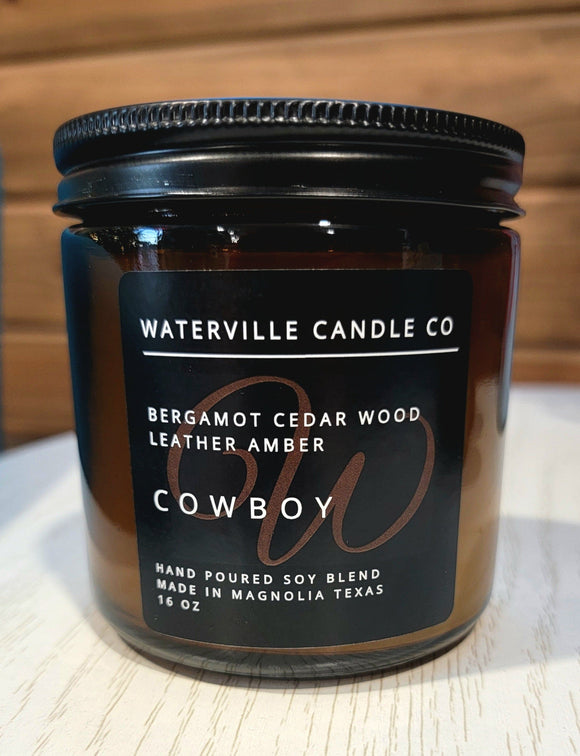 WATERVILLE CANDLE CO
BERGAMOT CEDAR WOOD
LEATHER AMBER
COWBOY
HAND POURED SOY BLEND
MADE IN MAGNOLIA TEXAS
16 OZ